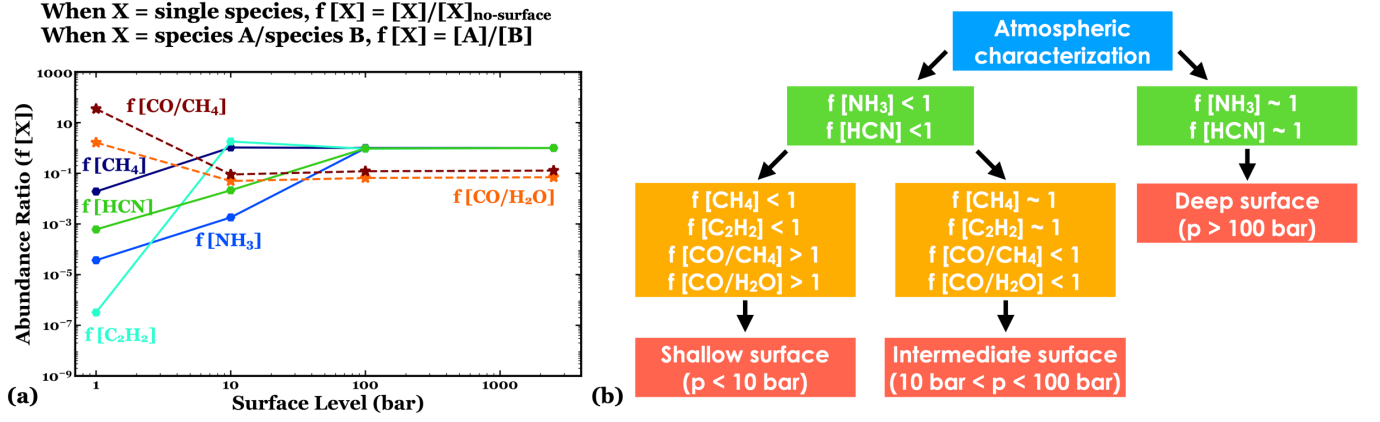 When X = single species, f [X] = [X]/[X]no-surface
When X = species A/species B, f [X] = [A]/[B]
Abundance Ratio (f [X])
1000
10
10⁻¹
10⁻³
10⁻⁵
10⁻⁷
10⁻⁹
f [CO/CH₄]
f [CH₄]
f [HCN]
f [NH₃]
f [CO/H₂O]
f [C₂H₂]
1
10
100
1000
Surface Level (bar)
(a)
Atmospheric
characterization
f [NH₃] < 1
f [HCN] <1
f [NH₃] ~ 1
f [HCN] ~ 1
f [CH₄] < 1
f [C₂H₂] < 1
f [CO/CH₄] > 1
f [CO/H₂O] > 1
f [CH₄] ~ 1
f [C₂H₂] ~ 1
f [CO/CH₄] < 1
f [CO/H₂O] < 1
Deep surface
(p > 100 bar)
Shallow surface
(p < 10 bar)
Intermediate surface
(10 bar < p < 100 bar)
(b)